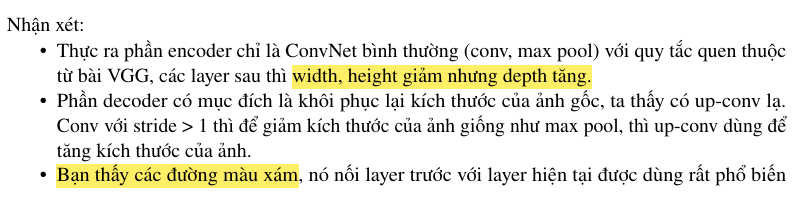 Nhận xét:
• Thực ra phần encoder chỉ là ConvNet bình thường (conv, max pool) với quy tắc quen thuộc
từ bài VGG, các layer sau thì width, height giảm nhưng depth tăng.
• Phần decoder có mục đích là khôi phục lại kích thước của ảnh gốc, ta thấy có up-conv lạ.
Conv với stride > 1 thì để giảm kích thước của ảnh giống như max pool, thì up-conv dùng để
tăng kích thước của ảnh.
• Bạn thấy các đường màu xám, nó nối layer trước với layer hiện tại được dùng rất phổ biến